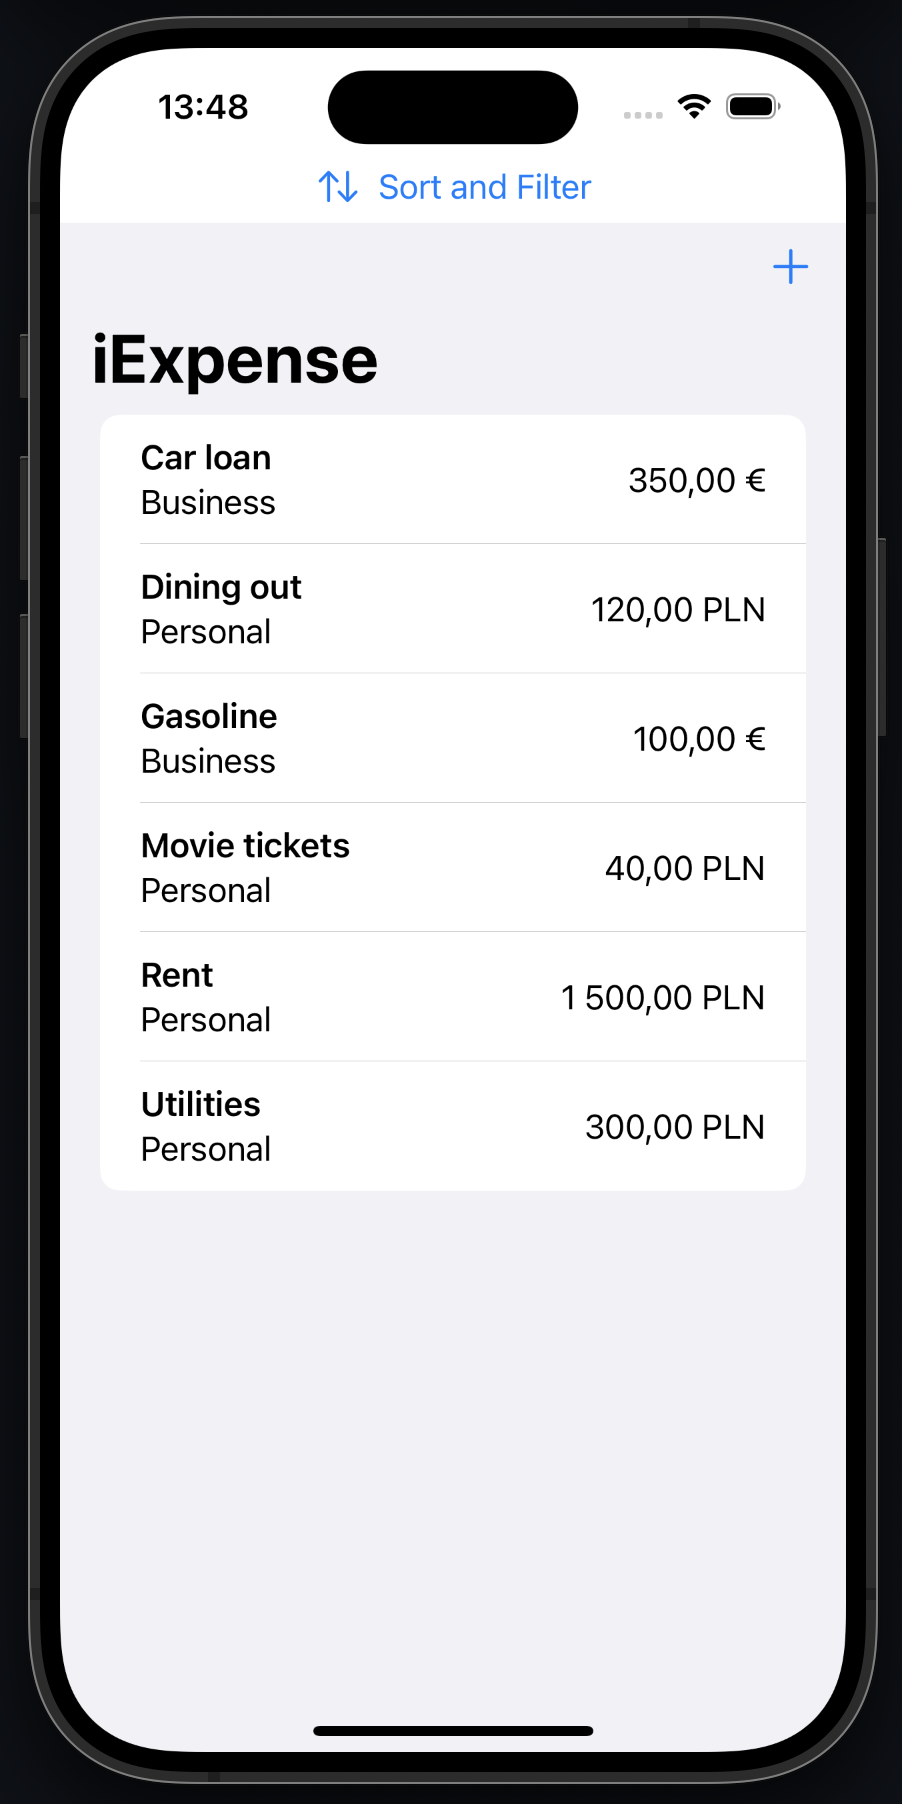 13:48
Sort and Filter
iExpense
Car loan
Business
350,00 €
Dining out
Personal
120,00 PLN
Gasoline
Business
100,00 €
Movie tickets
Personal
40,00 PLN
Rent
Personal
1 500,00 PLN
Utilities
Personal
300,00 PLN